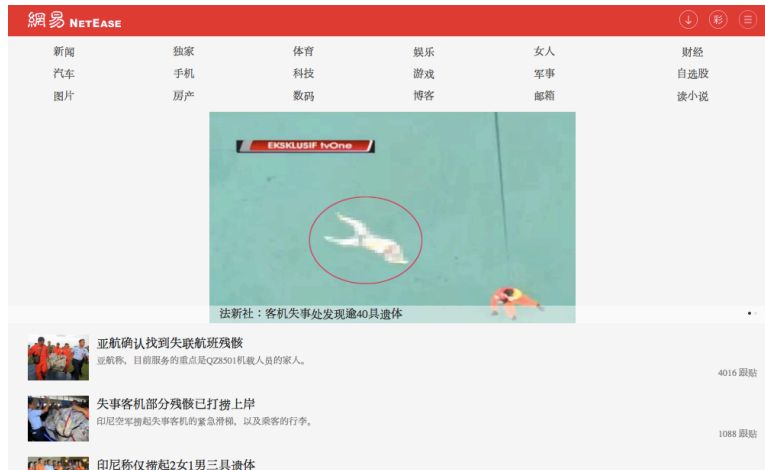 網易 NETEASE
彩
新闻 独家 体育 娱乐 女人 财经
汽车 手机 科技 游戏 军事 自选股
图片 房产 数码 博客 邮箱 读小说
EKSKLUSIF tvOne
法新社：客机失事处发现逾40具遗体
亚航确认找到失联航班残骸
亚航称，目前服务的重点是QZ8501机载人员的家人。
4016 跟贴
失事客机部分残骸已打捞上岸
印尼空军捞起失事客机的紧急滑梯，以及乘客的行李。
1088 跟贴
印尼称仅捞起2女1男三具遗体